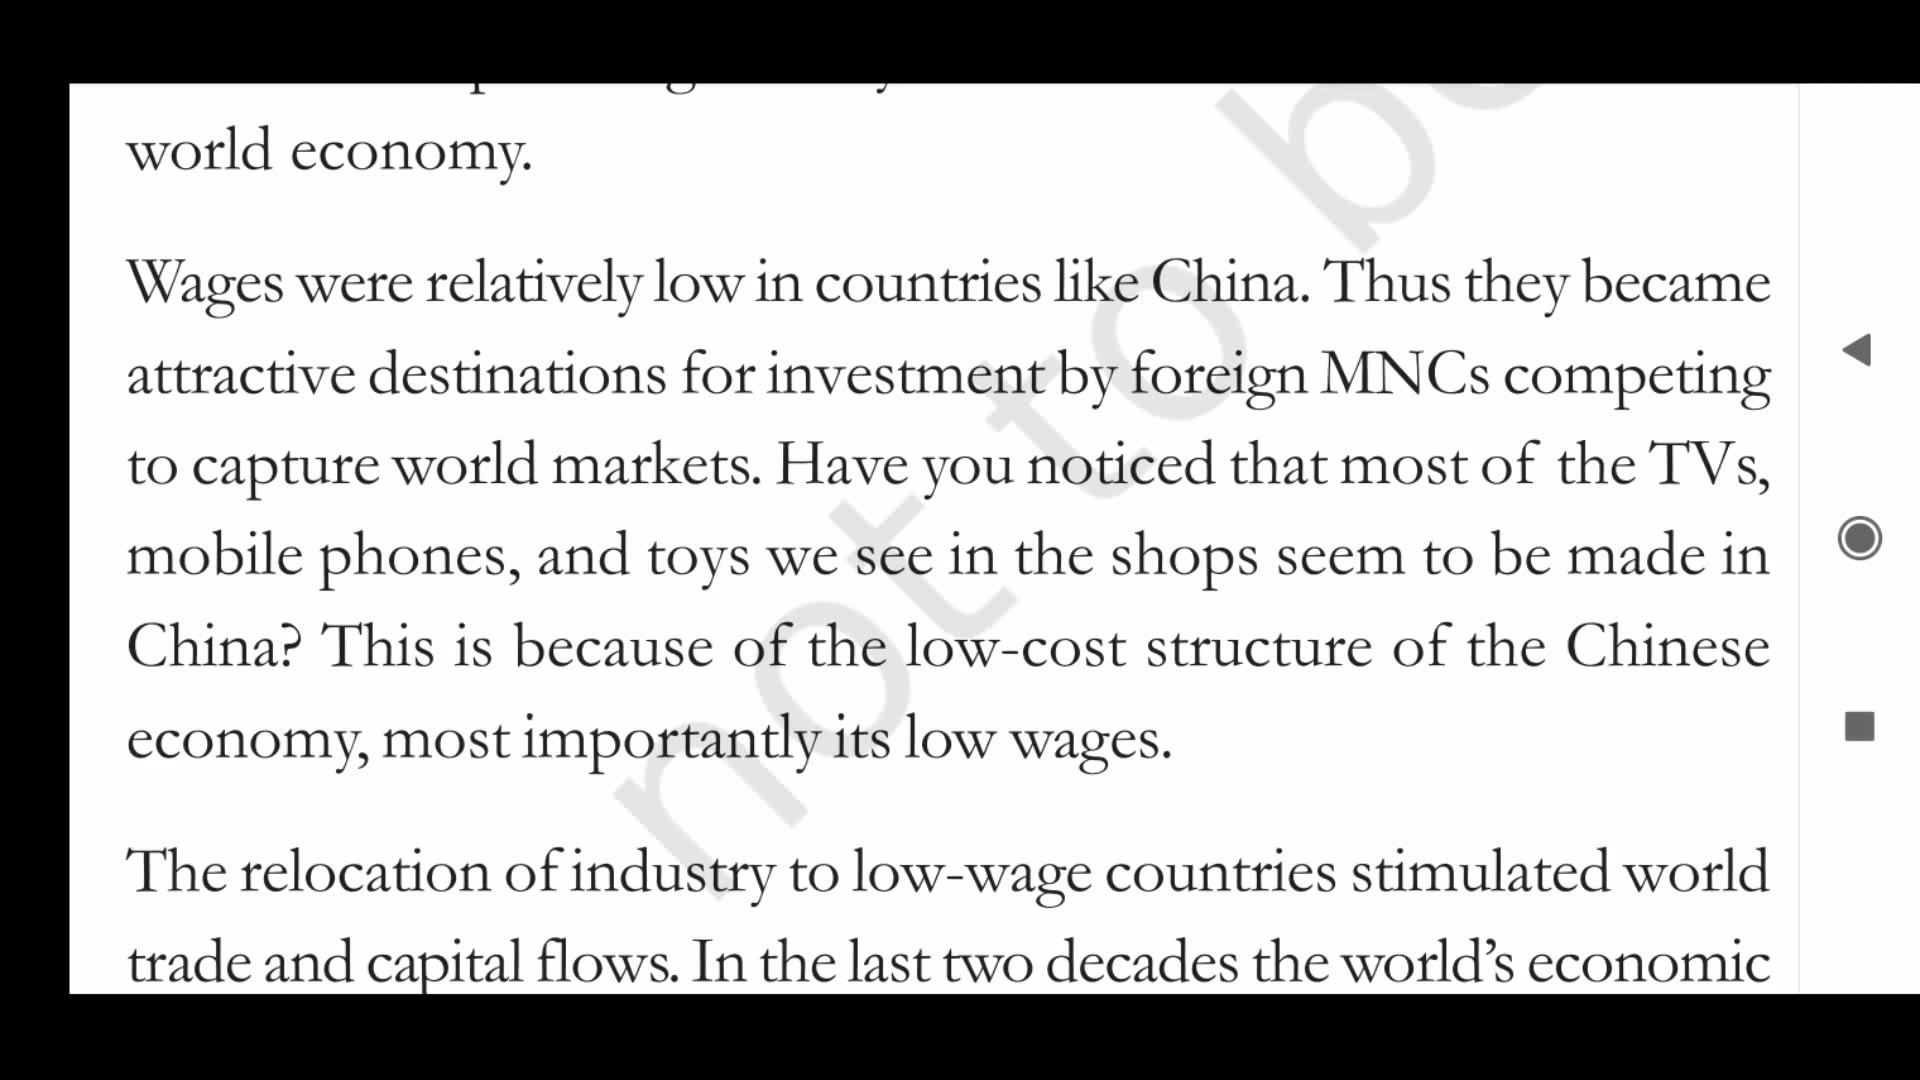 world economy.
Wages were relatively low in countries like China. Thus they became
attractive destinations for investment by foreign MNCs competing
to capture world markets. Have you noticed that most of the TVs,
mobile phones, and toys we see in the shops seem to be made in
China? This is because of the low-cost structure of the Chinese
economy, most importantly its low wages.
The relocation of industry to low-wage countries stimulated world
trade and capital flows. In the last two decades the world's economic
not to be